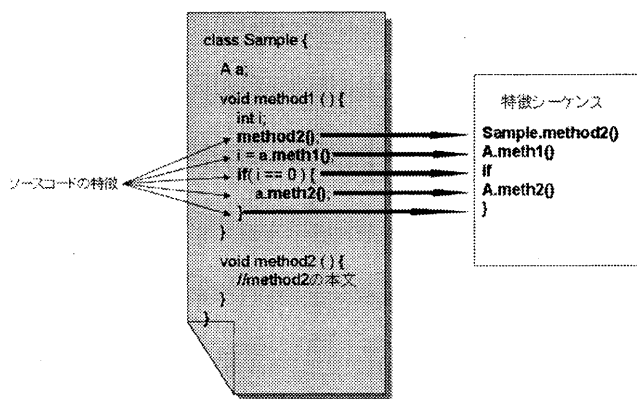 class Sample {
A a;
void method1 ( ) {
int i;
method2();
i = a.meth1();
if( i == 0 ) {
a.meth2();
}
}
void method2 ( ) {
//method2の本文
}
}
ソースコードの特徴
特徴シーケンス
Sample.method2()
A.meth1()
if
A.meth2()
}